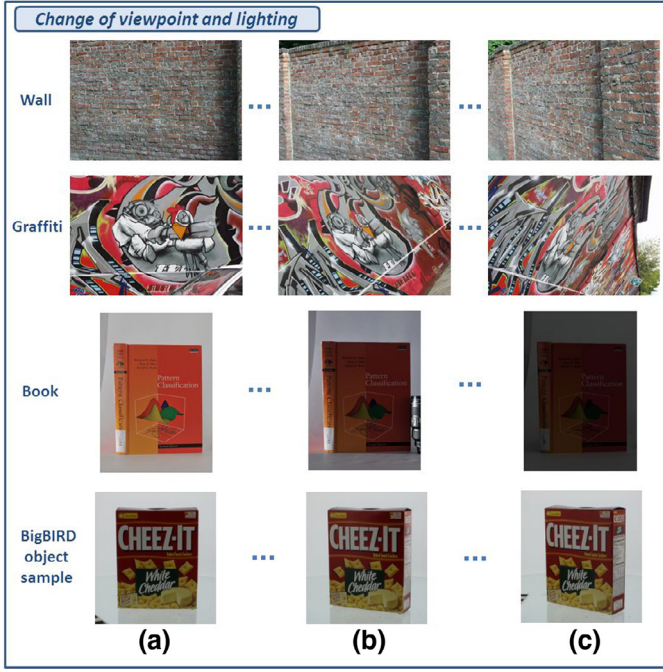 Change of viewpoint and lighting
Wall
...
...
Graffiti
...
...
Book
Pattern Classification
Pattern
Classification
...
Pattern
Classification
...
BigBIRD
object
sample
CHEEZ-IT
White
Cheddar
...
CHEEZ-IT
White
Cheddar
...
CHEEZ-IT
White
Cheddar
(a)
(b)
(c)